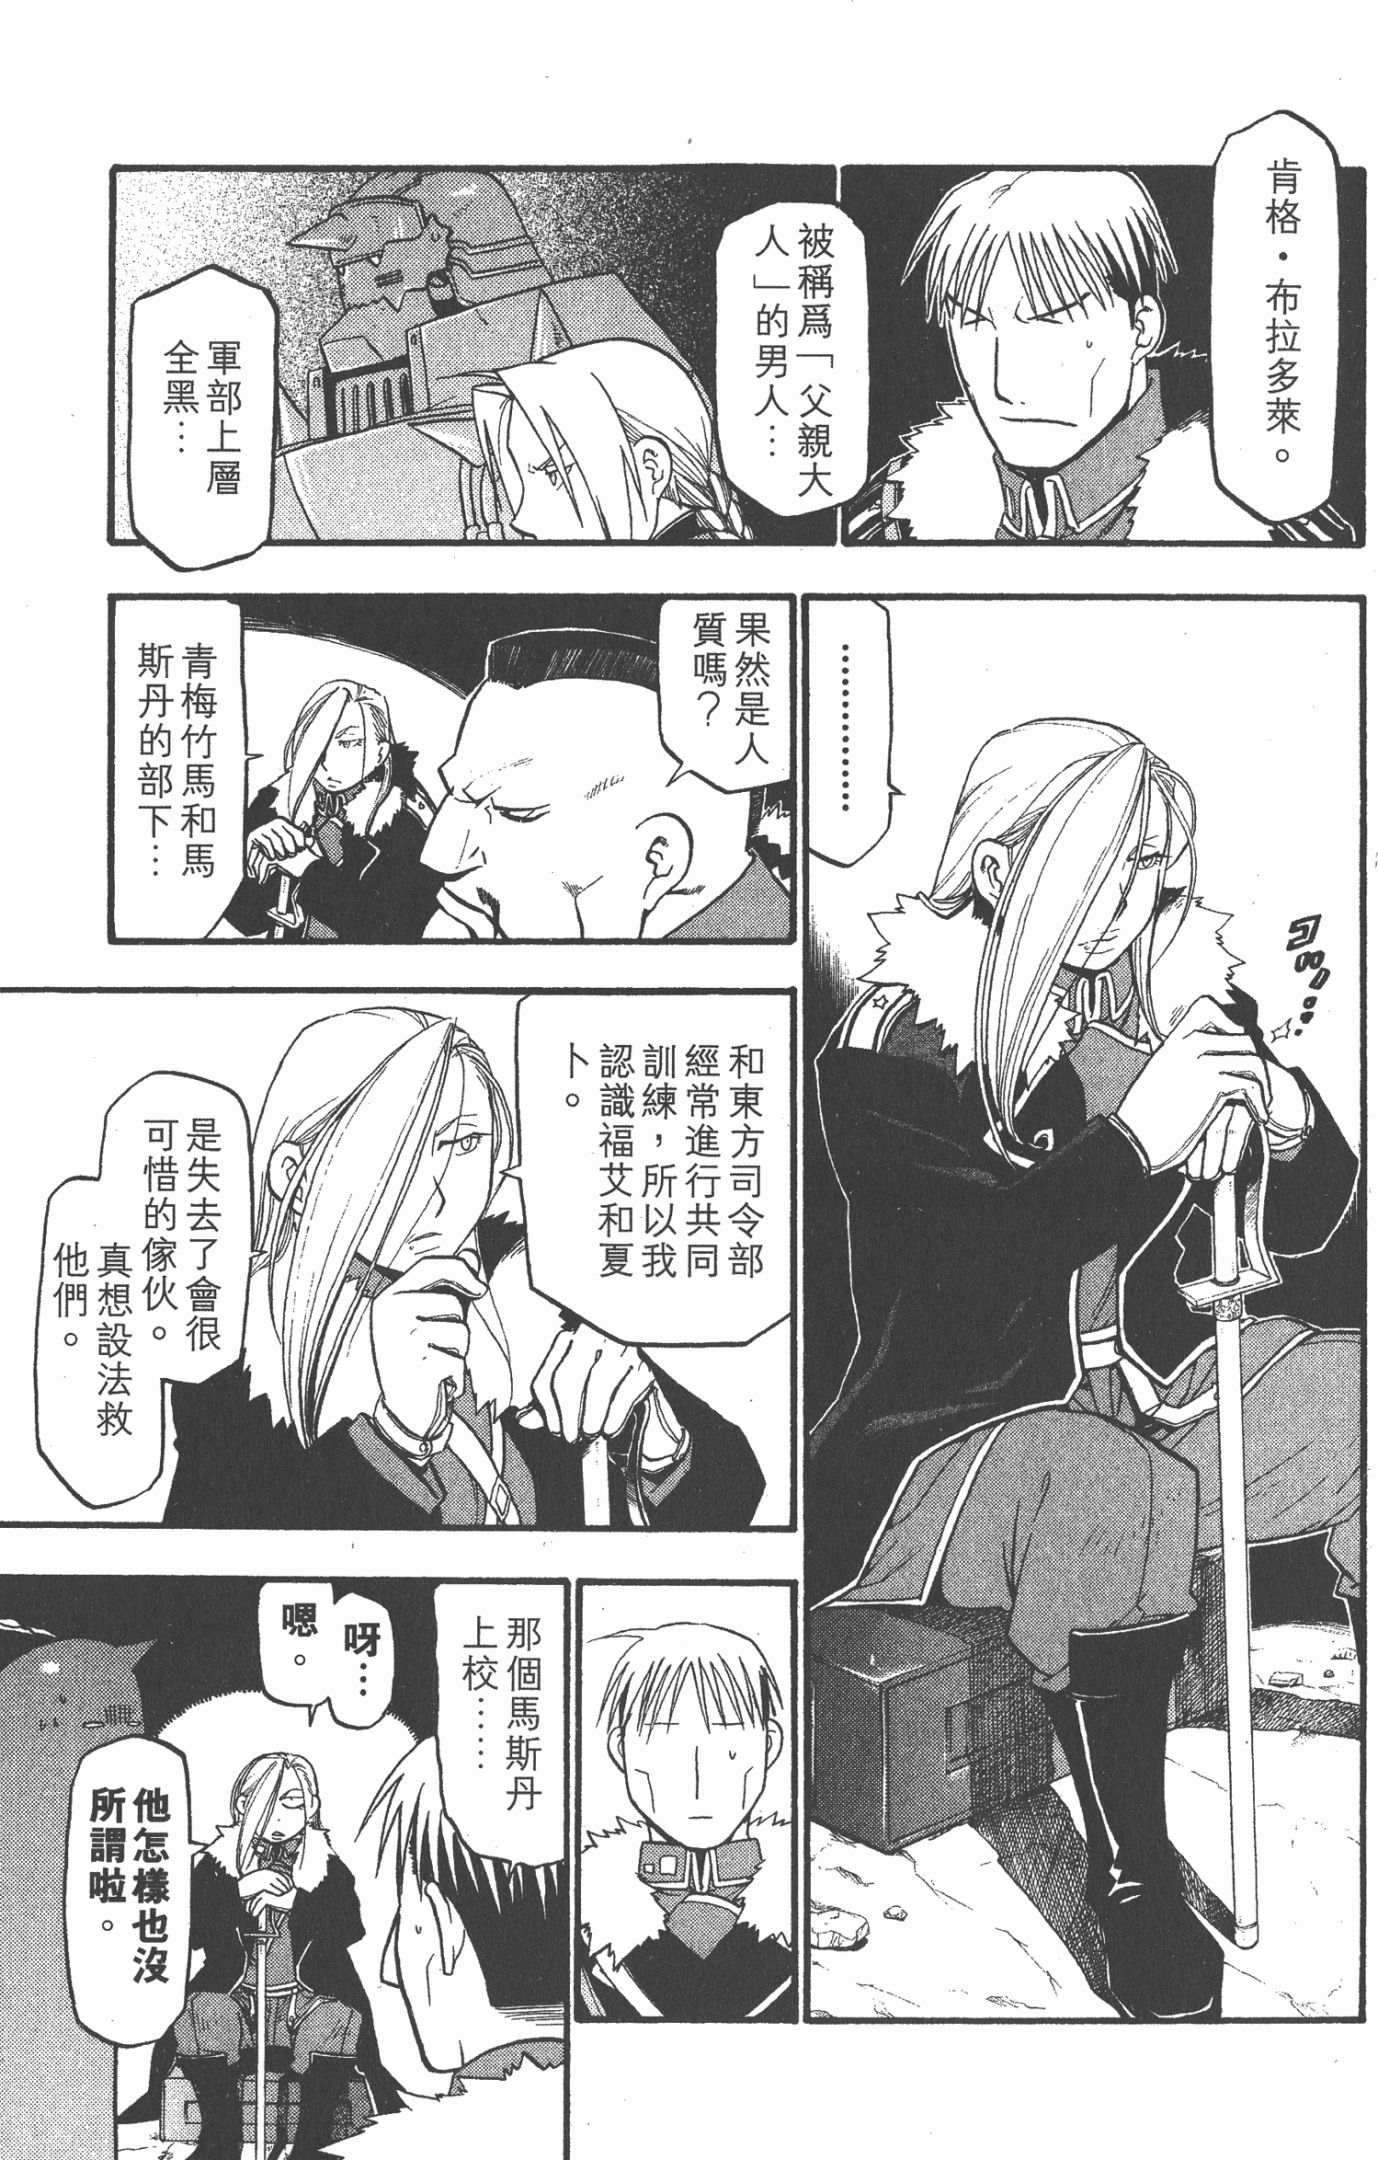 肯格・布拉多萊。
被稱爲「父親大
人」的男人…
軍部上層
全黑…
…………
コツ…
果然是人
質嗎？
青梅竹馬和馬
斯丹的部下…
和東方司令部
經常進行共同
訓練，所以我
認識福艾和夏
卜。
是失去了會很
可惜的傢伙。
真想設法救
他們。
那個馬斯丹
上校……
呀…
嗯。
他怎樣也沒
所謂啦。